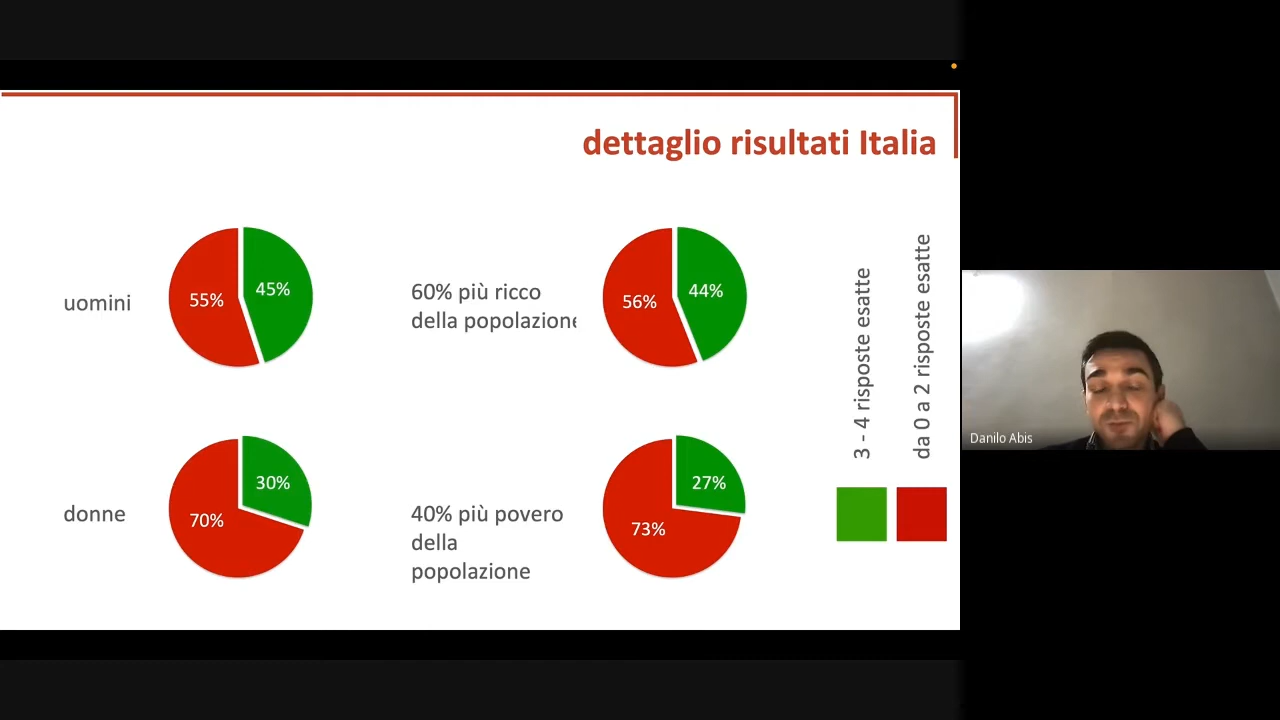 dettaglio risultati Italia
uomini
55%
45%
60% più ricco
della popolazione
56%
44%
donne
70%
30%
40% più povero
della
popolazione
73%
27%
3 - 4 risposte esatte
da 0 a 2 risposte esatte
Danilo Abis